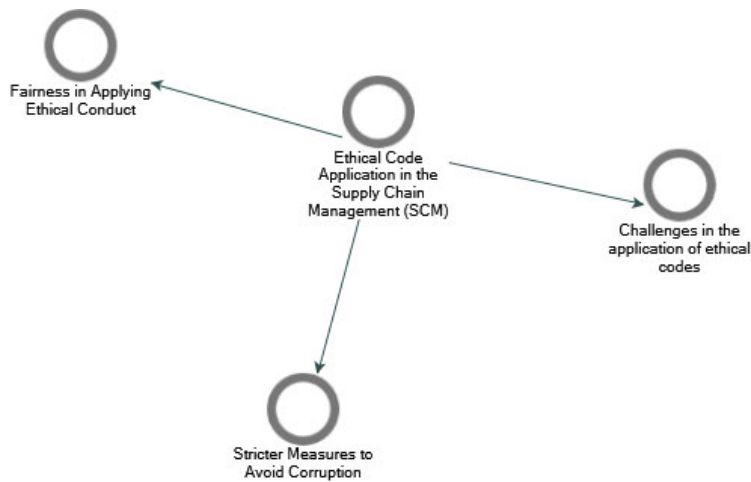 Fairness in Applying
Ethical Conduct
Ethical Code
Application in the
Supply Chain
Management (SCM)
Challenges in the
application of ethical
codes
Stricter Measures to
Avoid Corruption